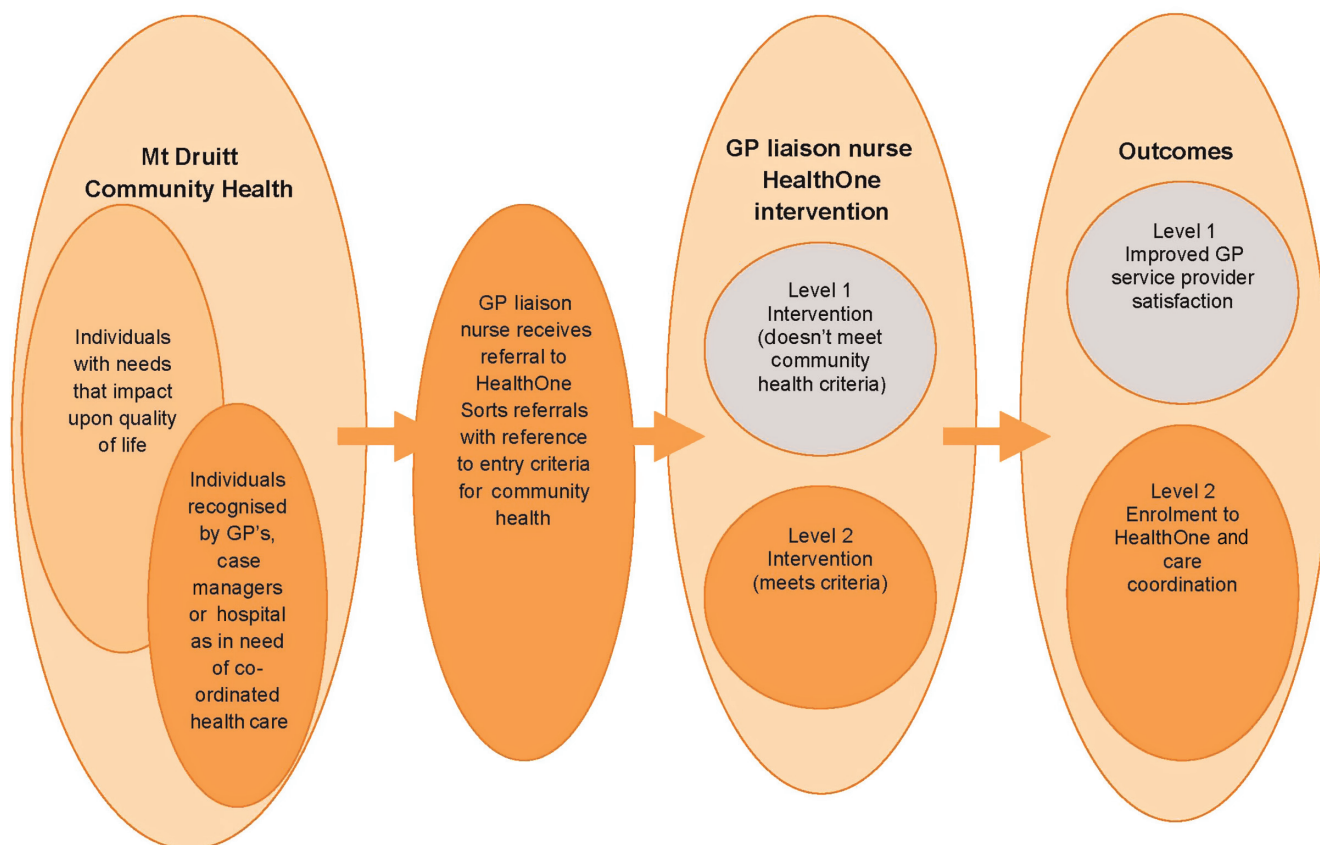 Mt Druitt
Community Health
Individuals
with needs
that impact
upon quality
of life
Individuals
recognised
by GP's,
case
managers
or hospital
as in need
of co-
ordinated
health care
GP liaison
nurse receives
referral to
HealthOne
Sorts referrals
with reference
to entry criteria
for community
health
GP liaison nurse
HealthOne
intervention
Level 1
Intervention
(doesn't meet
community
health criteria)
Level 2
Intervention
(meets criteria)
Outcomes
Level 1
Improved GP
service provider
satisfaction
Level 2
Enrolment to
HealthOne and
care
coordination